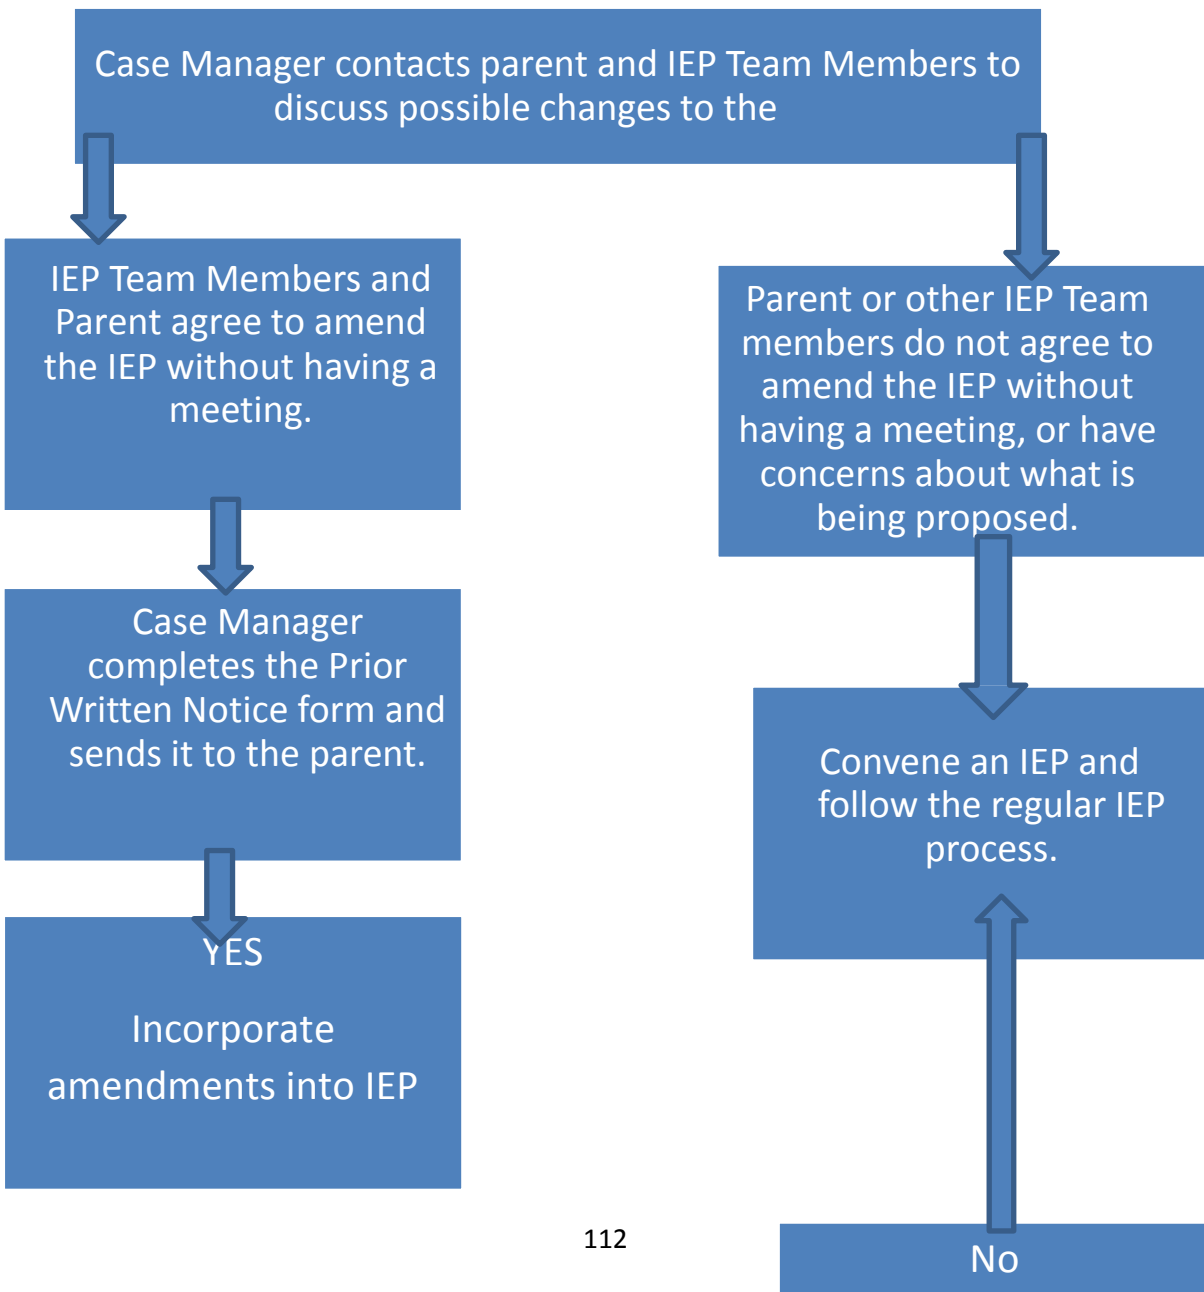 Case Manager contacts parent and IEP Team Members to
discuss possible changes to the
IEP Team Members and
Parent agree to amend
the IEP without having a
meeting.
Parent or other IEP Team
members do not agree to
amend the IEP without
having a meeting, or have
concerns about what is
being proposed.
Case Manager
completes the Prior
Written Notice form and
sends it to the parent.
Convene an IEP and
follow the regular IEP
process.
YES
Incorporate
amendments into IEP
112
No